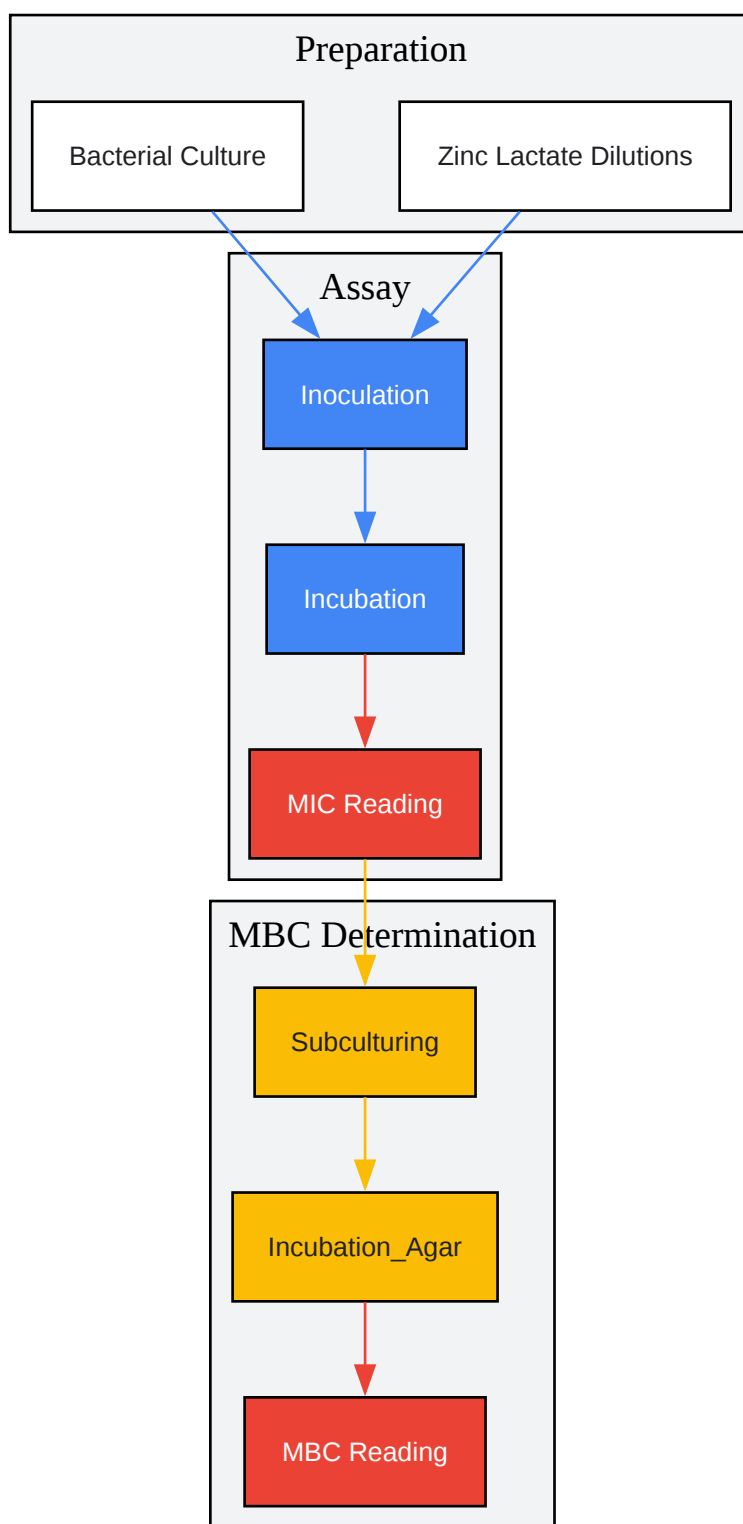 Preparation
Bacterial Culture
Zinc Lactate Dilutions
Assay
Inoculation
Incubation
MIC Reading
MBC Determination
Subculturing
Incubation_Agar
MBC Reading